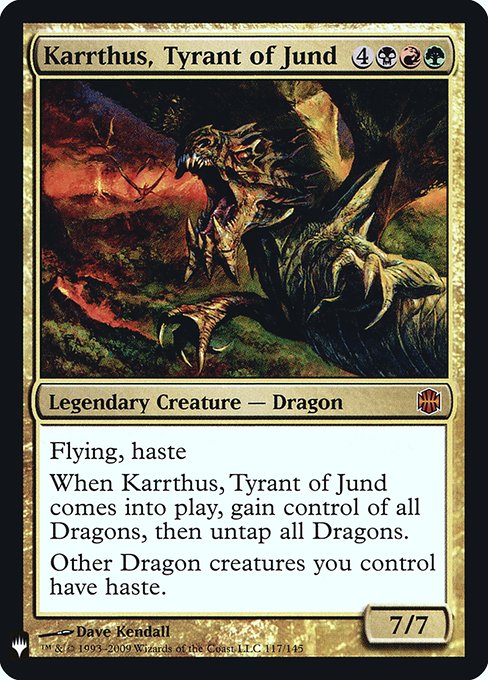 Karrthus, Tyrant of Jund 4
Legendary Creature — Dragon
Flying, haste
When Karrthus, Tyrant of Jund
comes into play, gain control of all
Dragons, then untap all Dragons.
Other Dragon creatures you control
have haste.
7/7
Dave Kendall
™ & © 1993–2009 Wizards of the Coast LLC 117/145